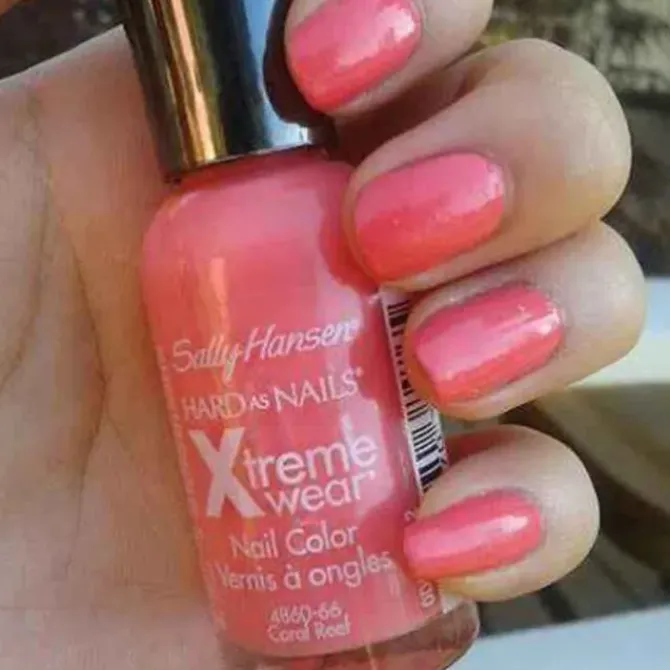 Sally Hansen®
HARD AS NAILS®
Xtreme
wear®
Nail Color
Vernis à ongles
4860-66
Coral Reef